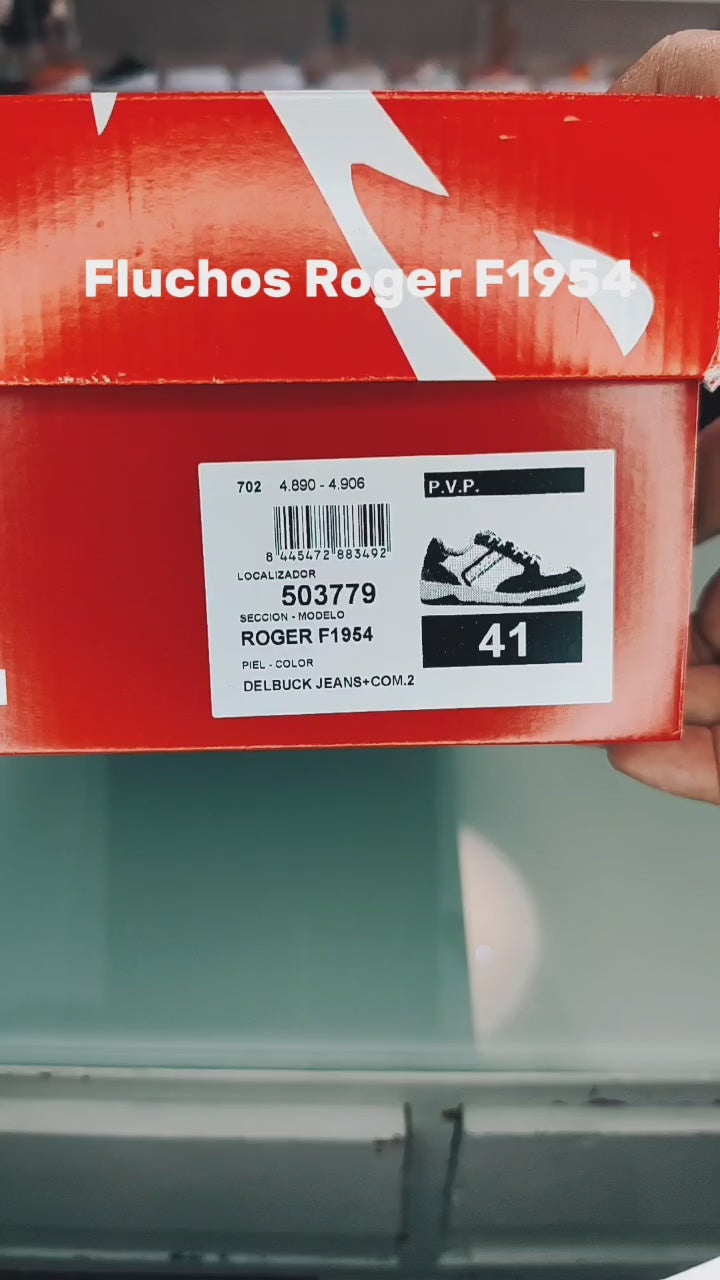 Fluchos Roger F1954
702 4.890 - 4.906
P.V.P.
8 445472 883492
LOCALIZADOR
503779
SECCION - MODELO
ROGER F1954
41
PIEL - COLOR
DELBUCK JEANS+COM.2